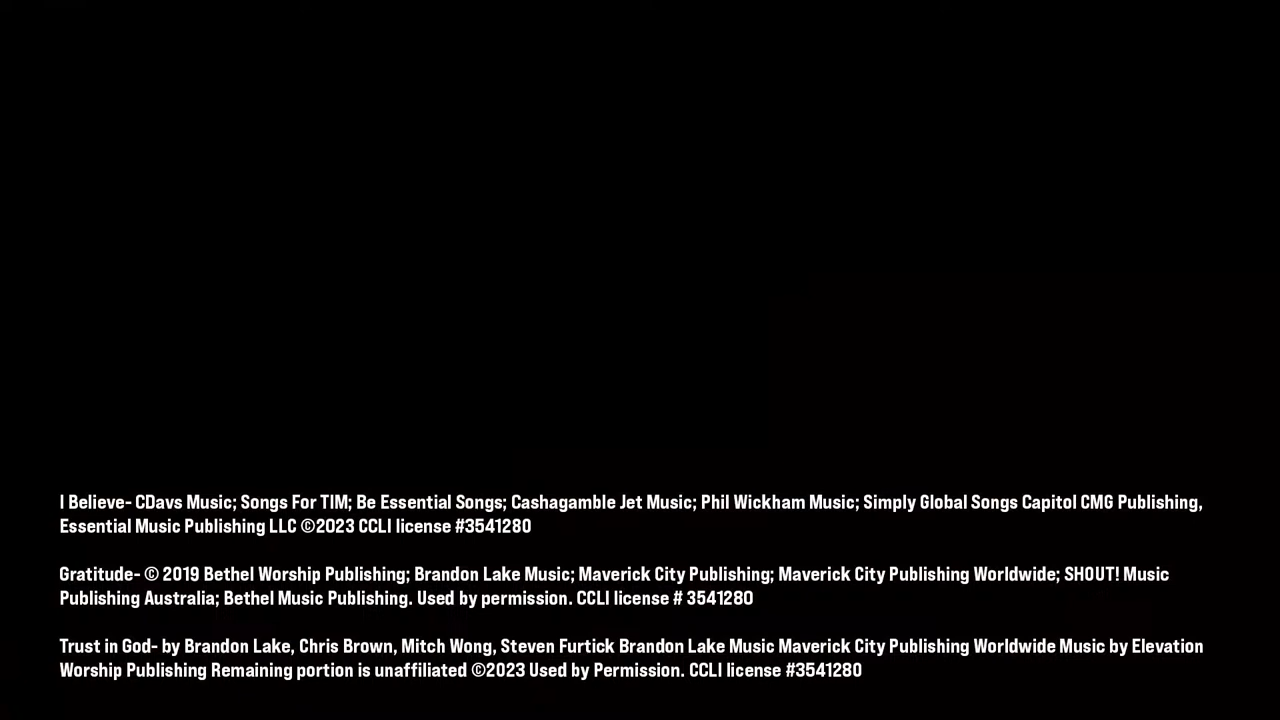 I Believe- CDavs Music; Songs For TIM; Be Essential Songs; Cashagamble Jet Music; Phil Wickham Music; Simply Global Songs Capitol CMG Publishing,
Essential Music Publishing LLC ©2023 CCLI license #3541280
Gratitude- © 2019 Bethel Worship Publishing; Brandon Lake Music; Maverick City Publishing; Maverick City Publishing Worldwide; SHOUT! Music
Publishing Australia; Bethel Music Publishing. Used by permission. CCLI license # 3541280
Trust in God- by Brandon Lake, Chris Brown, Mitch Wong, Steven Furtick Brandon Lake Music Maverick City Publishing Worldwide Music by Elevation
Worship Publishing Remaining portion is unaffiliated ©2023 Used by Permission. CCLI license #3541280